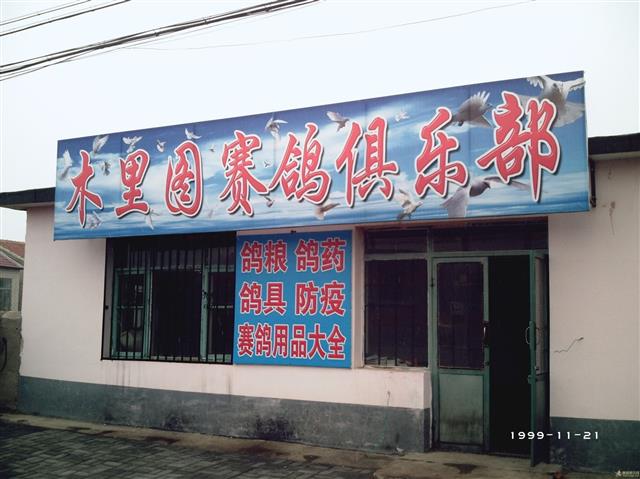 木里图赛鸽俱乐部
鸽粮 鸽药
鸽具 防疫
赛鸽用品大全
1999-11-21